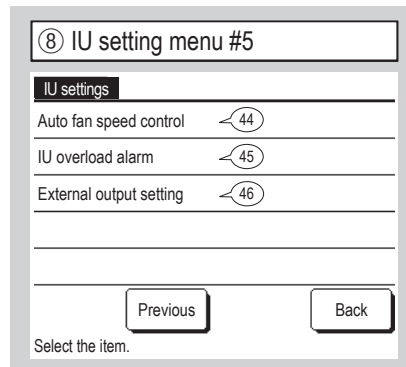 ⑧ IU setting menu #5
IU settings
Auto fan speed control 44
IU overload alarm 45
External output setting 46
Previous Back
Select the item.